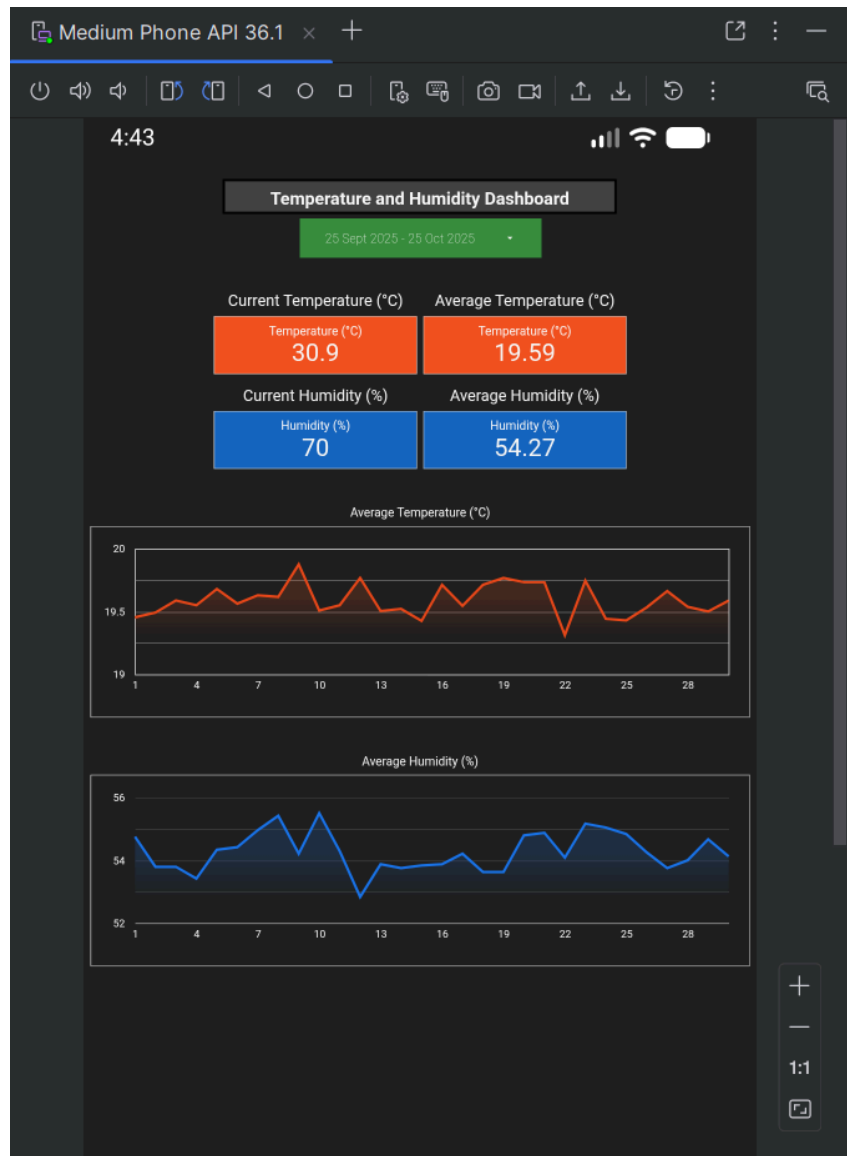 Medium Phone API 36.1
1:1
4:43
Temperature and Humidity Dashboard
25 Sept 2025 - 25 Oct 2025
Current Temperature (°C) Average Temperature (°C)
Temperature (°C) Temperature (°C)
30.9 19.59
Current Humidity (%) Average Humidity (%)
Humidity (%) Humidity (%)
70 54.27
Average Temperature (°C)
20
19.5
19
1 4 7 10 13 16 19 22 25 28
Average Humidity (%)
56
54
52
1 4 7 10 13 16 19 22 25 28